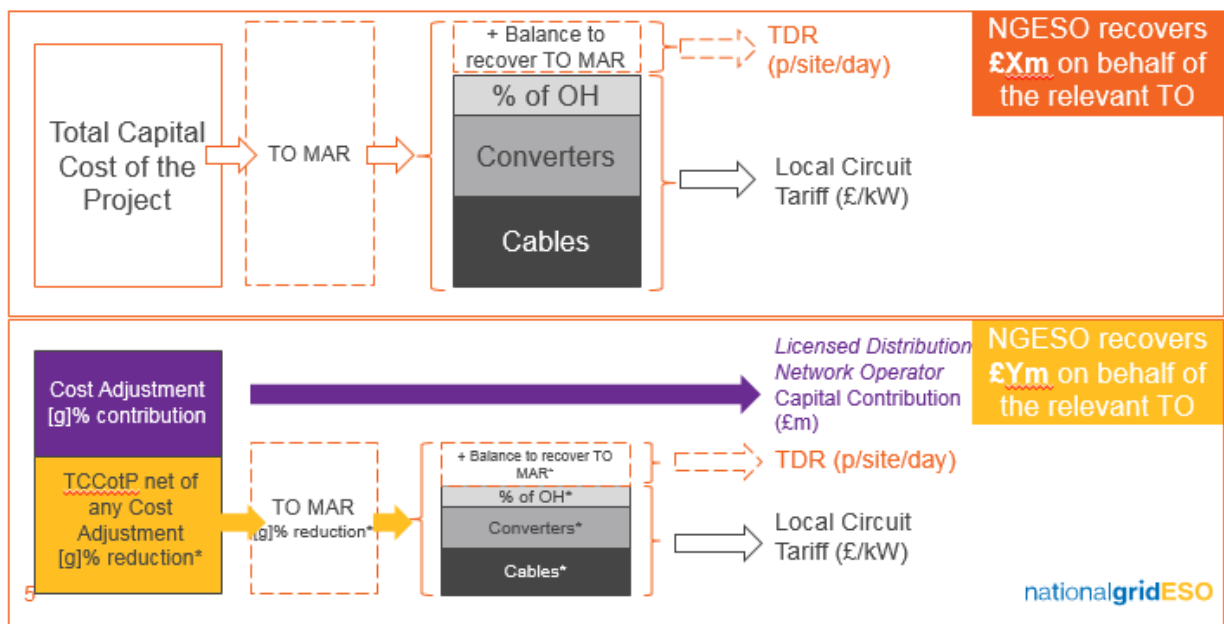 + Balance to
recover TO MAR
TDR
(p/site/day)
NGESO recovers
£Xm on behalf of
the relevant TO
% of OH
Total Capital
Cost of the
Project
TO MAR
Converters
Local Circuit
Tariff (£/kW)
Cables
Cost Adjustment
[g]% contribution
Licensed Distribution
Network Operator
Capital Contribution
(£m)
NGESO recovers
£Ym on behalf of
the relevant TO
TCCotP net of
any Cost
Adjustment
[g]% reduction*
TO MAR
[g]% reduction*
+ Balance to recover TO
MAR*
TDR (p/site/day)
% of OH*
Converters*
Cables*
Local Circuit
Tariff (£/kW)
5
nationalgridESO